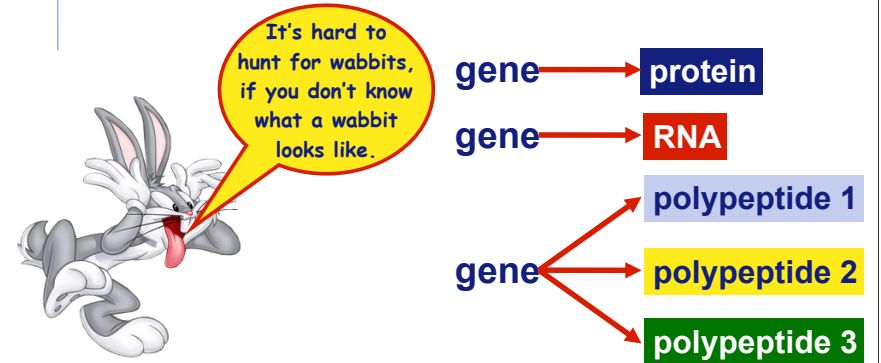 It's hard to
hunt for wabbits,
if you don't know
what a wabbit
looks like.
gene protein
gene RNA
polypeptide 1
gene polypeptide 2
polypeptide 3